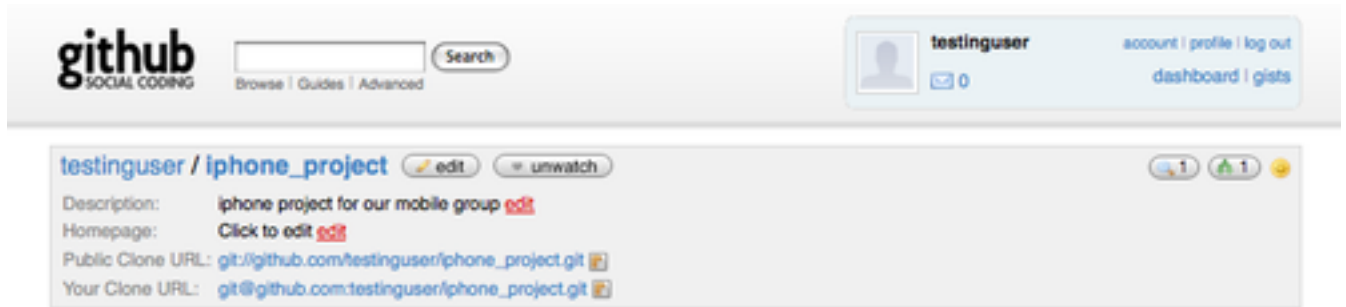 github
SOCIAL CODING
Search
Browse | Guides | Advanced
testinguser
0
account | profile | log out
dashboard | gists
testinguser / iphone_project edit unwatch
1 1
Description: iphone project for our mobile group edit
Homepage: Click to edit edit
Public Clone URL: git://github.com/testinguser/iphone_project.git
Your Clone URL: git@github.com:testinguser/iphone_project.git